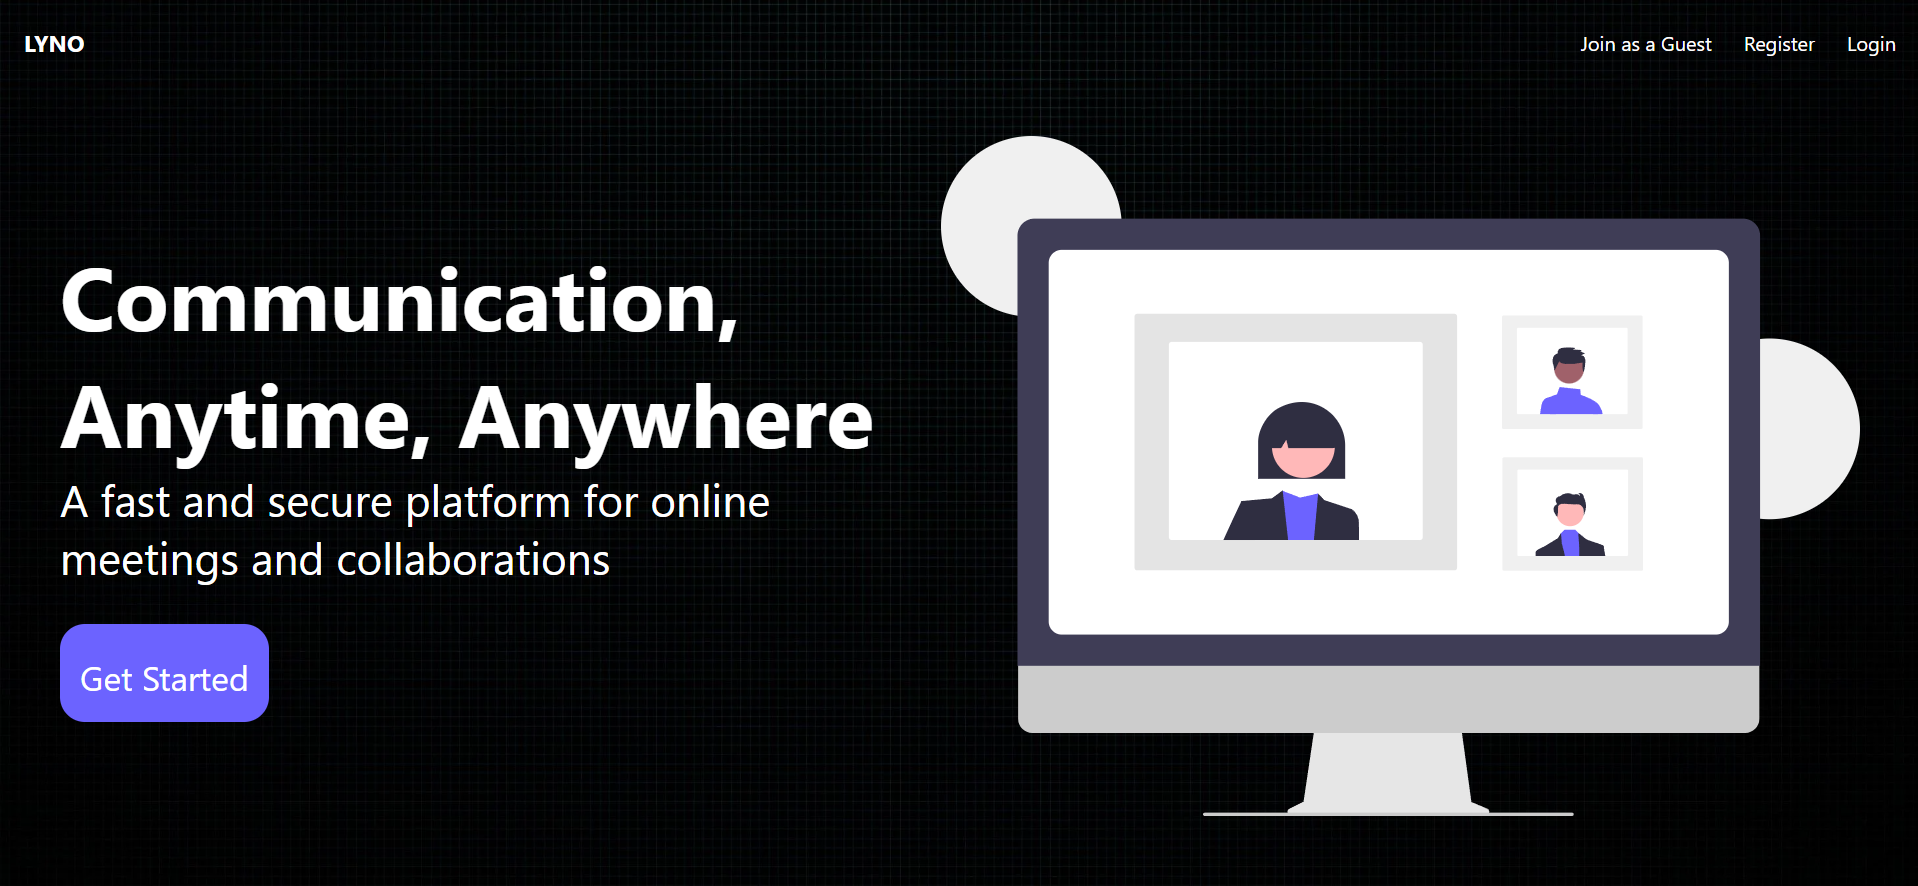 LYNO
Join as a Guest
Register
Login
Communication,
Anytime, Anywhere
A fast and secure platform for online
meetings and collaborations
Get Started